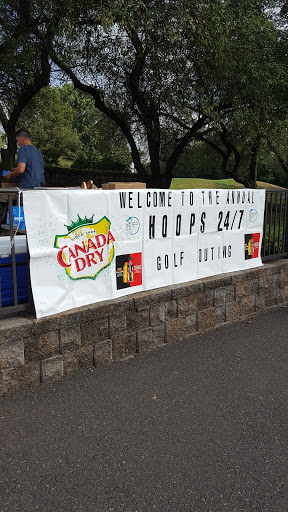 WELCOME TO THE ANNUAL
HOOPS 24/7
GOLF OUTING
CANADA
DRY